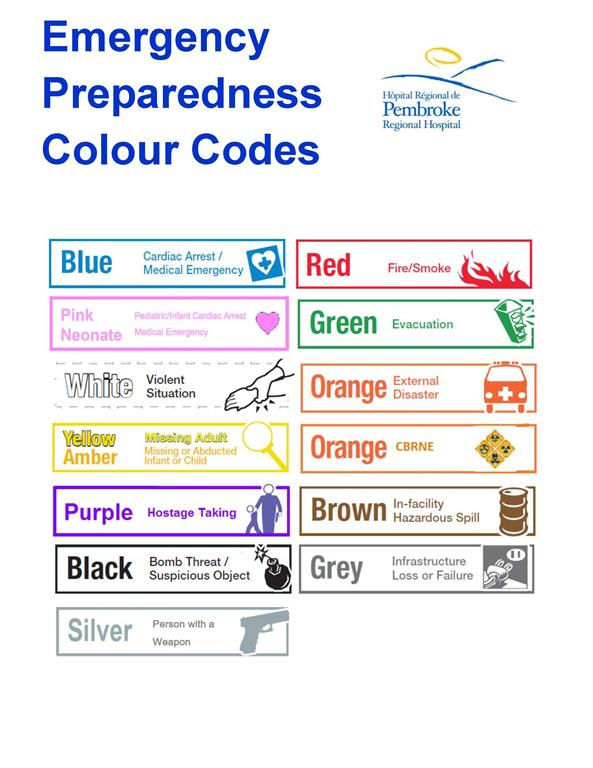 Emergency
Preparedness
Colour Codes
Hôpital Régional de
Pembroke
Regional Hospital
Blue
Cardiac Arrest /
Medical Emergency
Red
Fire/Smoke
Pink
Neonate
Pediatric/Infant Cardiac Arrest
Medical Emergency
Green
Evacuation
White
Violent
Situation
Orange
External
Disaster
Yellow
Amber
Missing Adult
Missing or Abducted
Infant or Child
Orange
CBRNE
Purple
Hostage Taking
Brown
In-facility
Hazardous Spill
Black
Bomb Threat /
Suspicious Object
Grey
Infrastructure
Loss or Failure
Silver
Person with a
Weapon